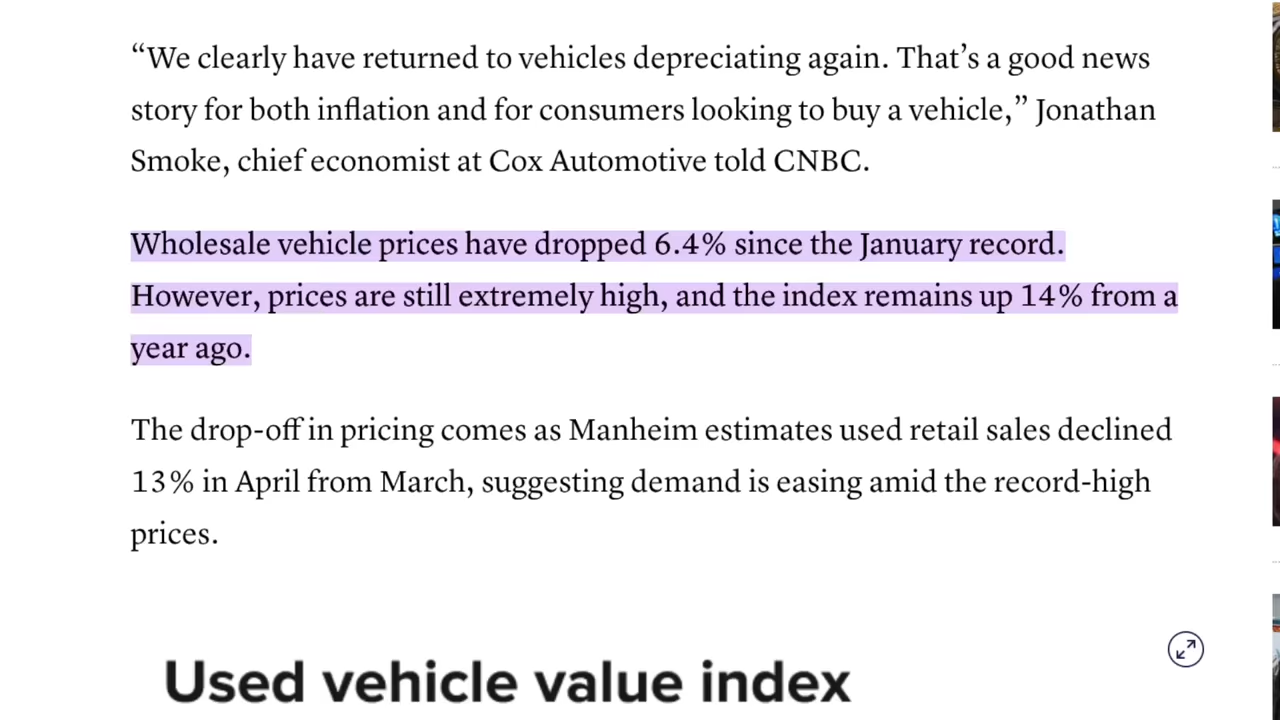 “We clearly have returned to vehicles depreciating again. That’s a good news
story for both inflation and for consumers looking to buy a vehicle,” Jonathan
Smoke, chief economist at Cox Automotive told CNBC.
Wholesale vehicle prices have dropped 6.4% since the January record.
However, prices are still extremely high, and the index remains up 14% from a
year ago.
The drop-off in pricing comes as Manheim estimates used retail sales declined
13% in April from March, suggesting demand is easing amid the record-high
prices.
Used vehicle value index